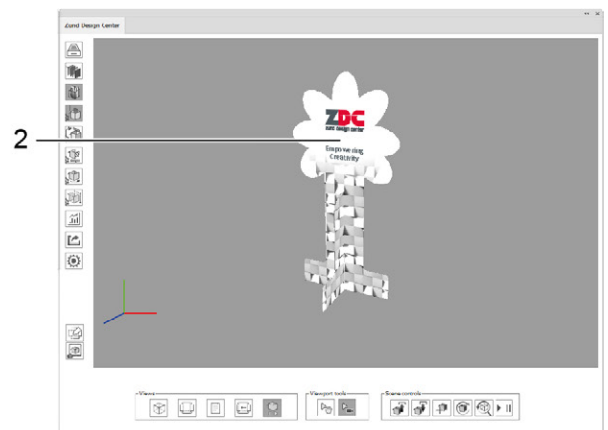 Zund Design Center
2
ZDC
zund design center
Empowering
Creativity
Views
Viewport tools
Scene controls